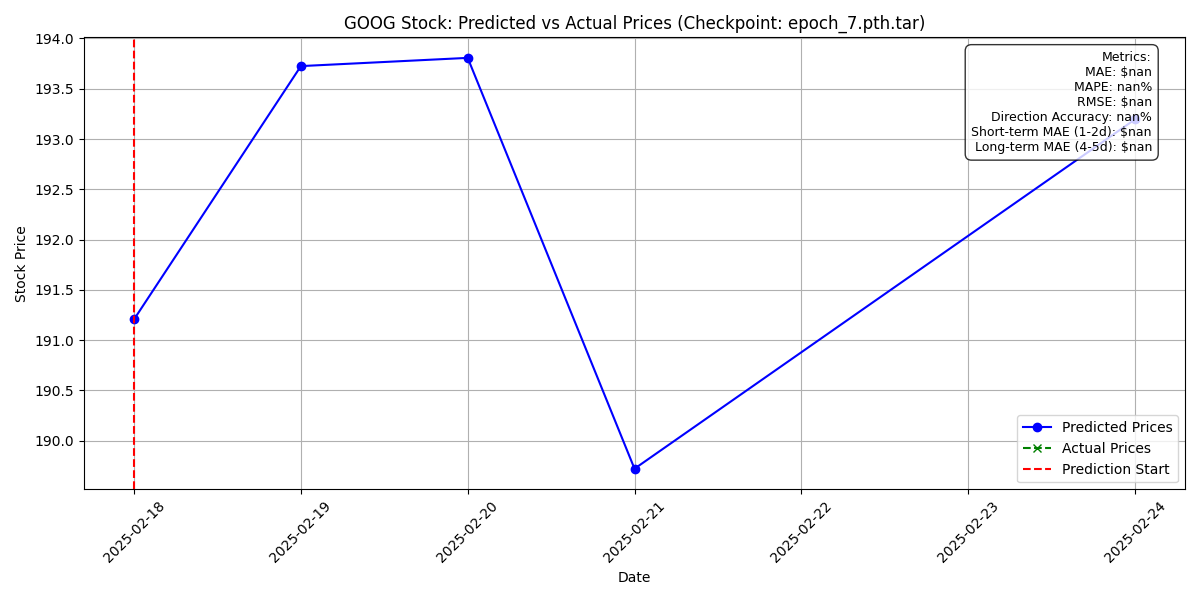 GOOG Stock: Predicted vs Actual Prices (Checkpoint: epoch_7.pth.tar)
Stock Price
194.0
193.5
193.0
192.5
192.0
191.5
191.0
190.5
190.0
Metrics:
MAE: $nan
MAPE: nan%
RMSE: $nan
Direction Accuracy: nan%
Short-term MAE (1-2d): $nan
Long-term MAE (4-5d): $nan
Predicted Prices
Actual Prices
Prediction Start
2025-02-18
2025-02-19
2025-02-20
2025-02-21
2025-02-22
2025-02-23
2025-02-24
Date